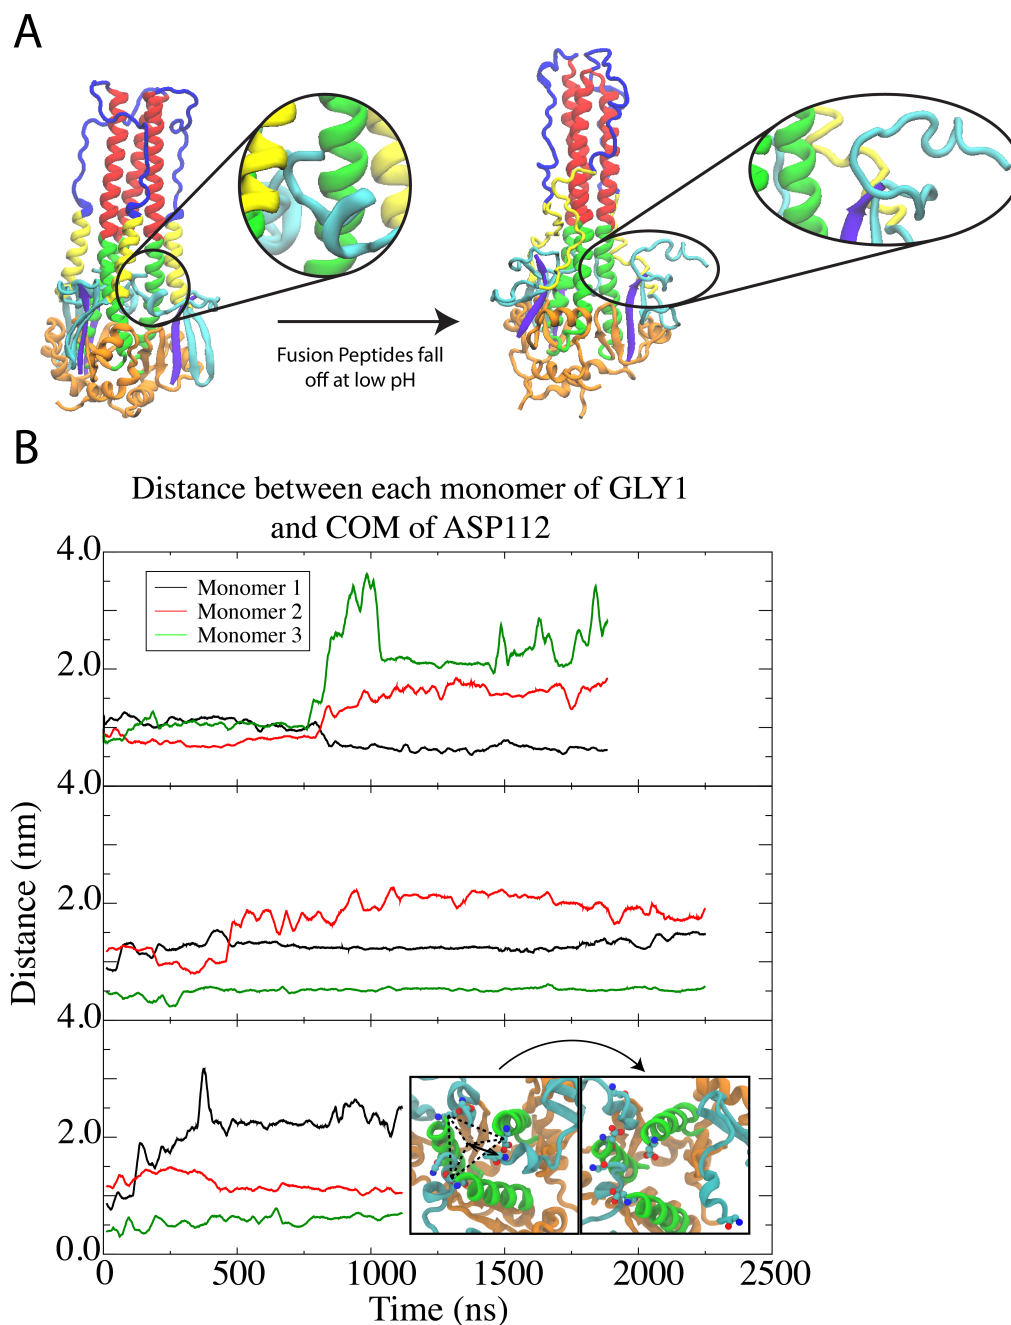 A
Fusion Peptides fall
off at low pH
B
Distance between each monomer of GLY1
and COM of ASP112
4.0
Monomer 1
Monomer 2
Monomer 3
2.0
4.0
2.0
4.0
2.0
0.0
0 500 1000 1500 2000 2500
Distance (nm)
Time (ns)